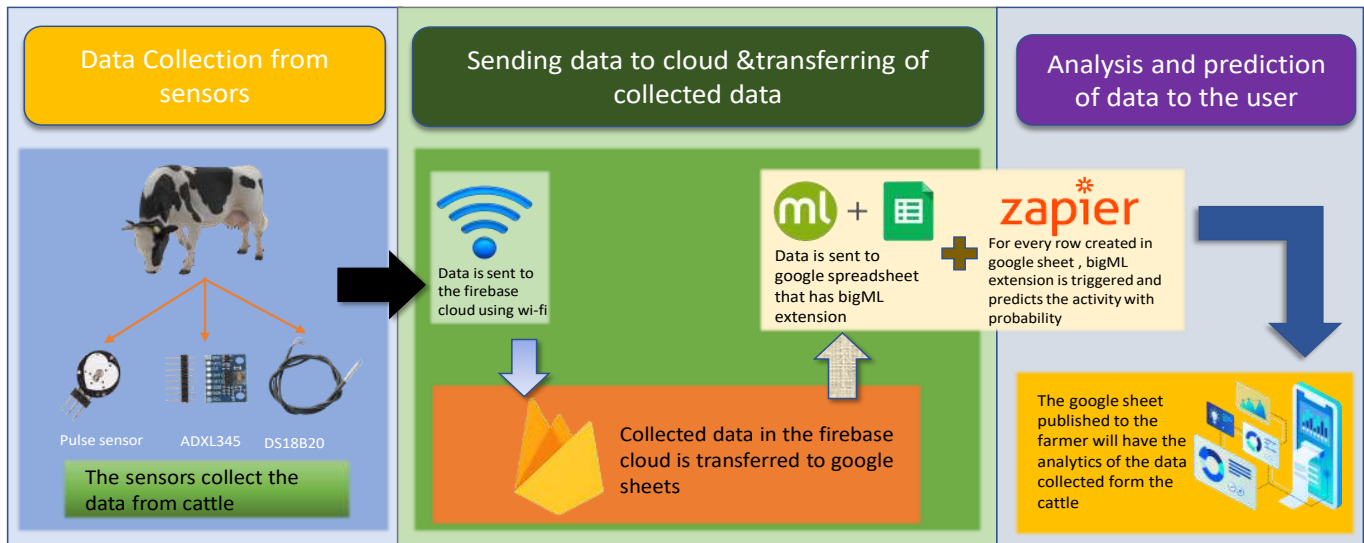 Data Collection from
sensors
Sending data to cloud &transferring of
collected data
Analysis and prediction
of data to the user
Pulse sensor
ADXL345
DS18B20
The sensors collect the
data from cattle
Data is sent to
the firebase
cloud using wi-fi
Collected data in the firebase
cloud is transferred to google
sheets
ml
+
Data is sent to
google spreadsheet
that has bigML
extension
zapier
For every row created in
google sheet , bigML
extension is triggered and
predicts the activity with
probability
The google sheet
published to the
farmer will have the
analytics of the data
collected form the
cattle